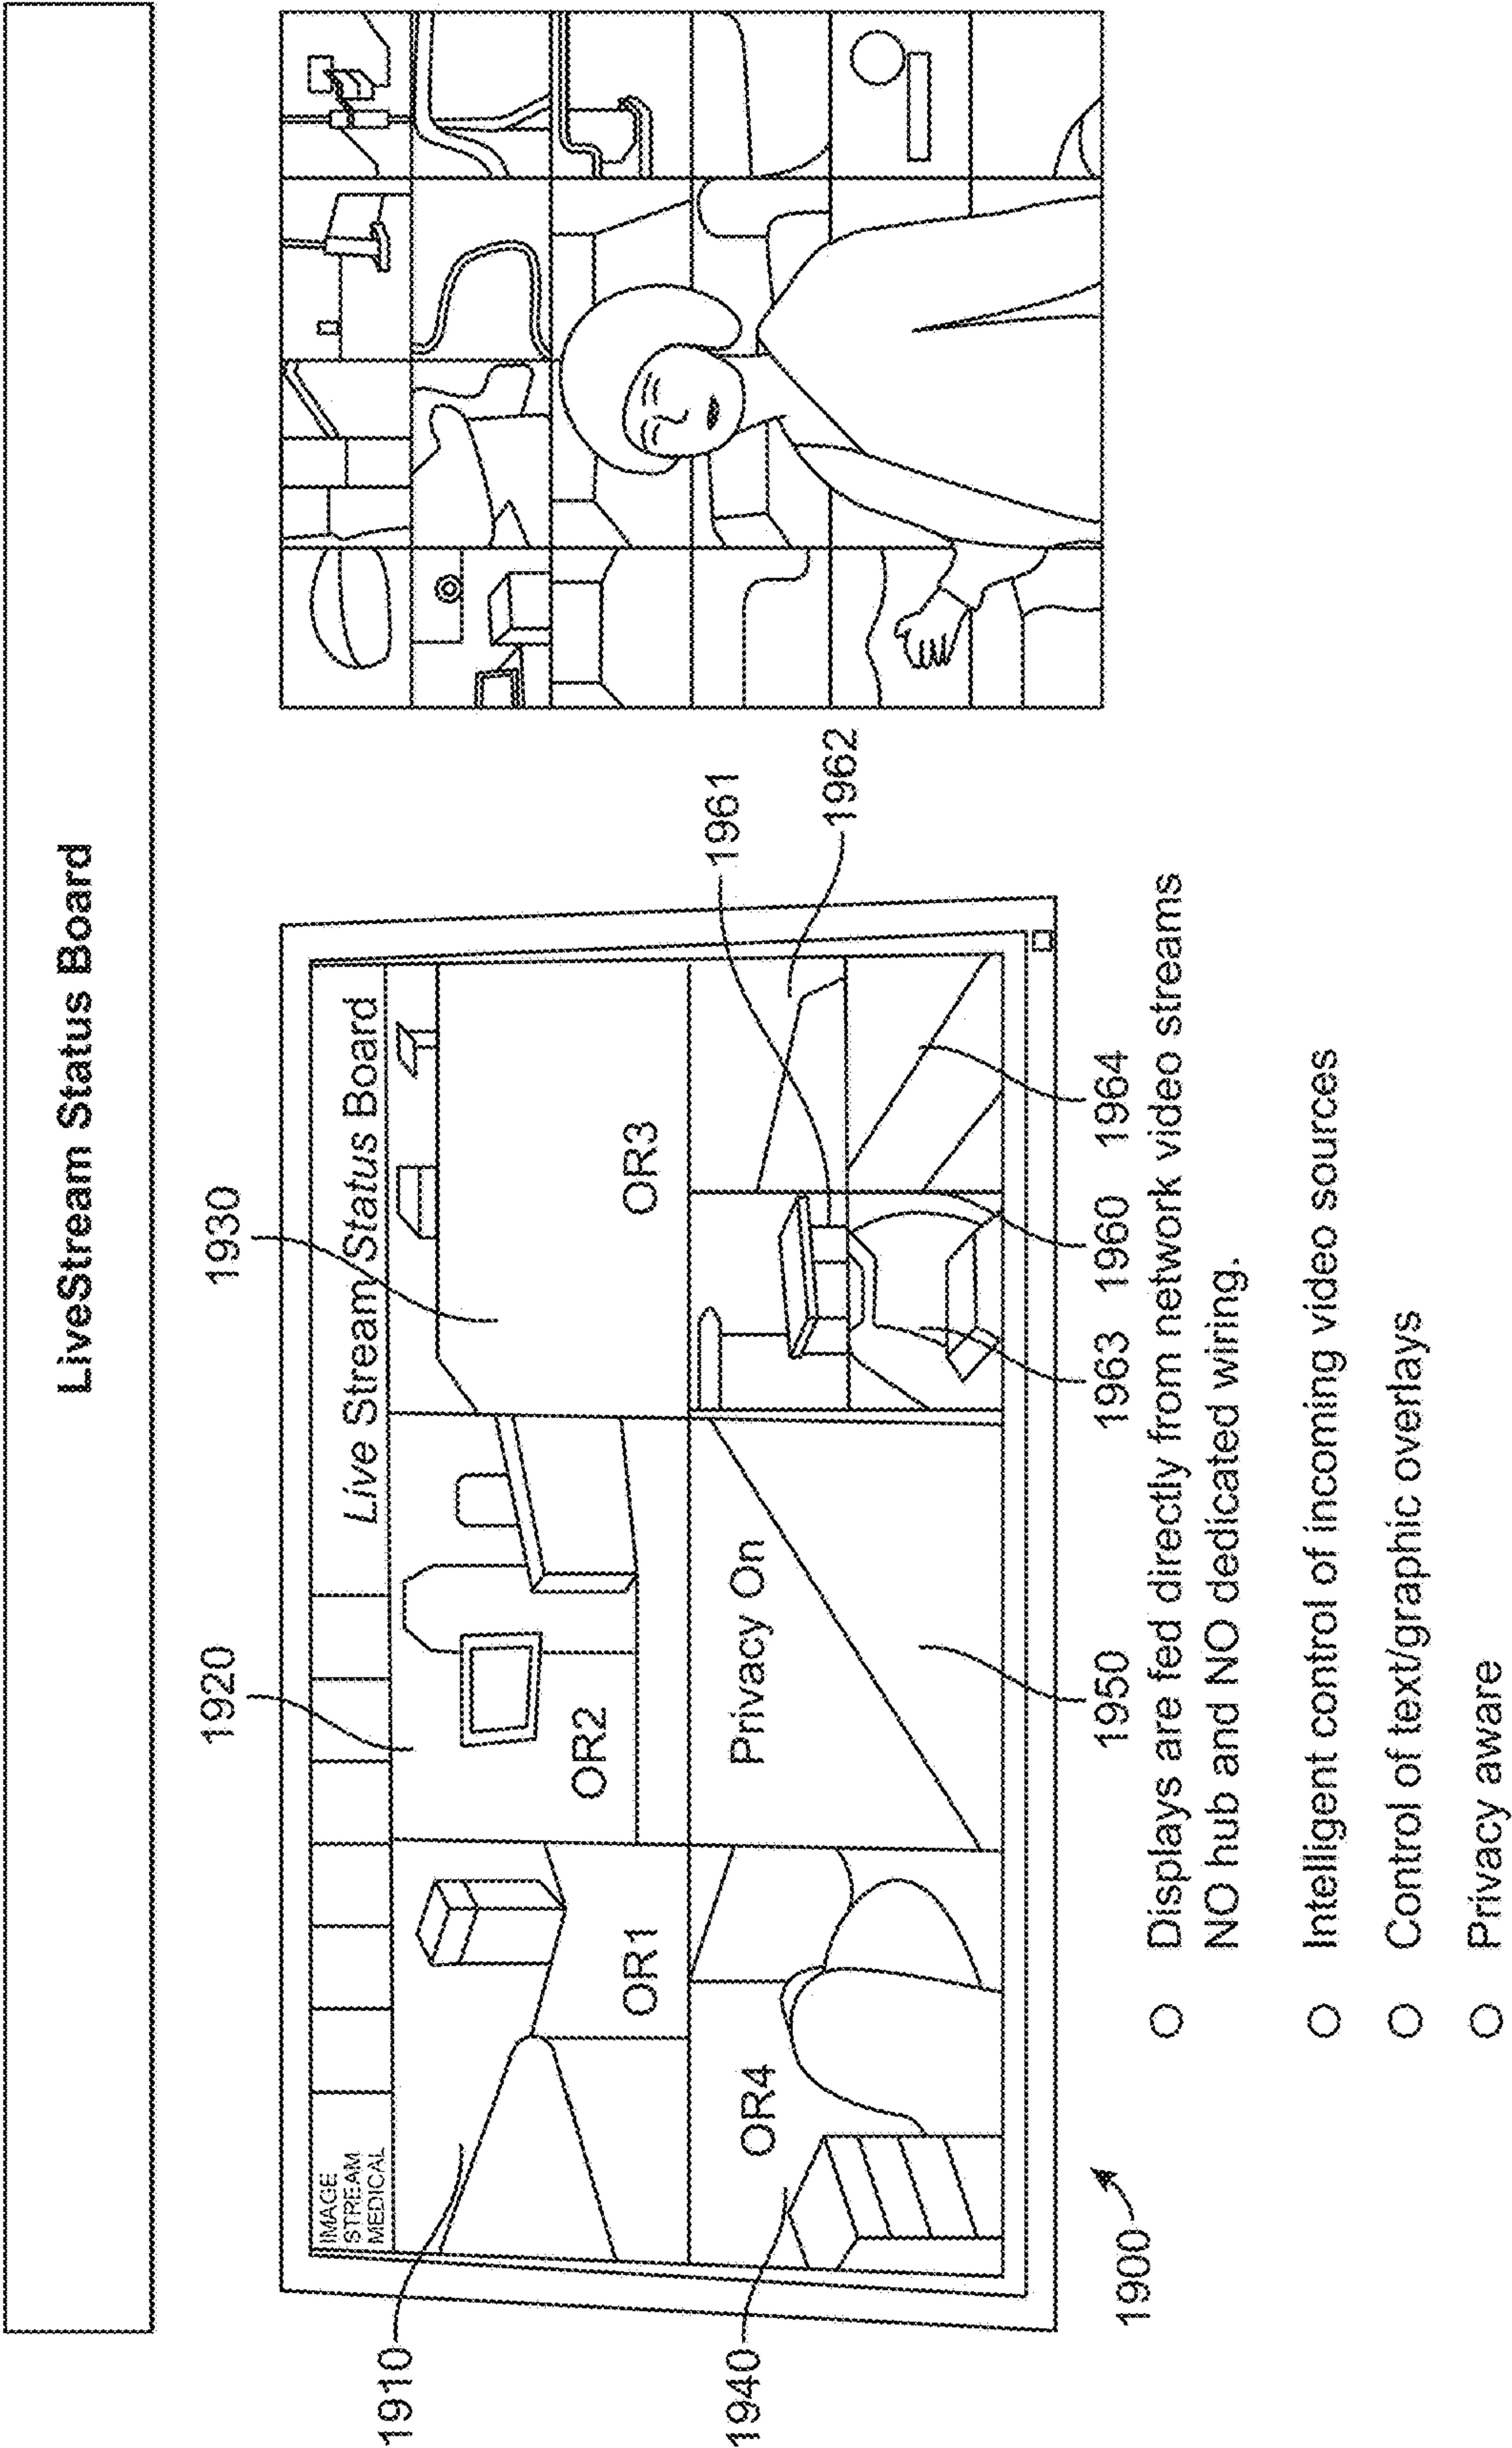 LiveStream Status Board
1920
1930
IMAGE
STREAM
MEDICAL
Live Stream Status Board
1910
OR1
OR2
OR3
1961
1962
1940
OR4
Privacy On
1900
1950
1963
1960
1964
Displays are fed directly from network video streams
NO hub and NO dedicated wiring.
Intelligent control of incoming video sources
Control of text/graphic overlays
Privacy aware